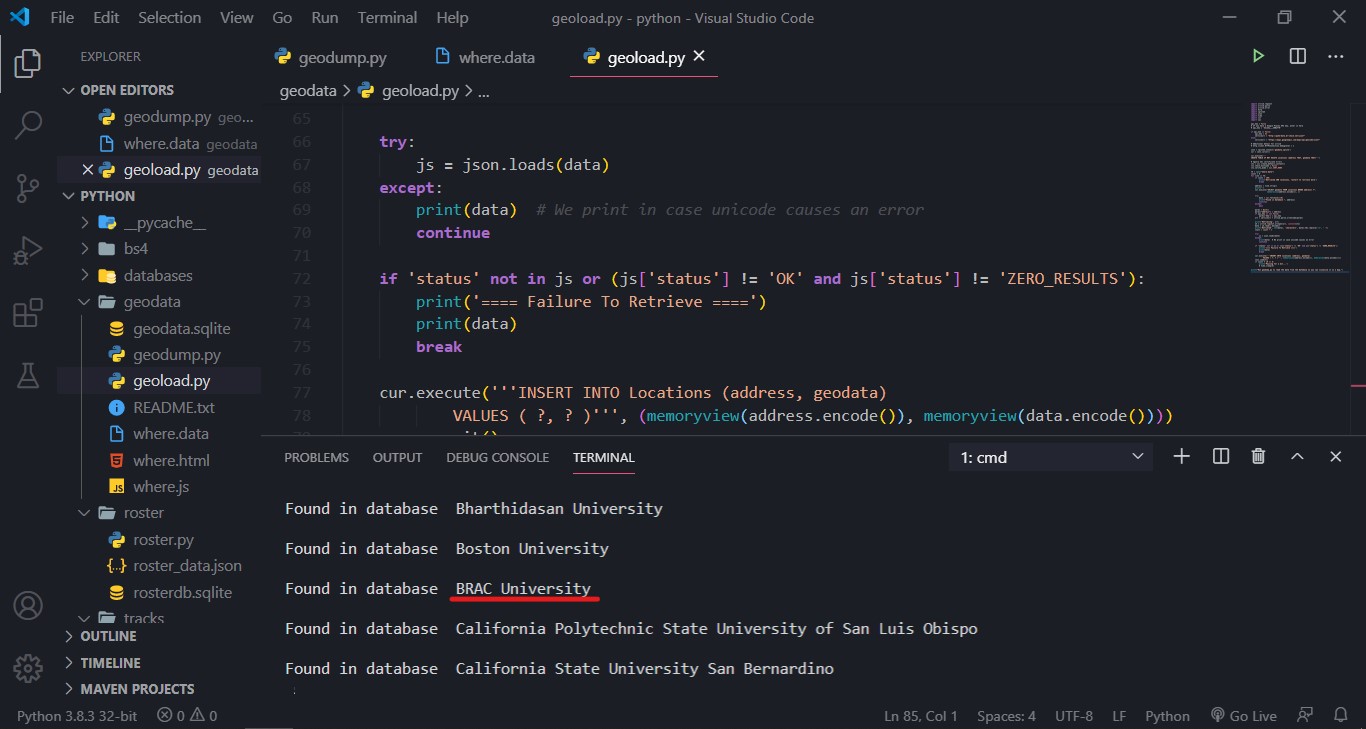 File Edit Selection View Go Run Terminal Help geoload.py - python - Visual Studio Code
EXPLORER
OPEN EDITORS
geodump.py geo...
where.data geodata
geoload.py geodata
PYTHON
__pycache__
bs4
databases
geodata
geodata.sqlite
geodump.py
geoload.py
README.txt
where.data
where.html
where.js
roster
roster.py
roster_data.json
rosterdb.sqlite
tracks
OUTLINE
TIMELINE
MAVEN PROJECTS
geodump.py where.data geoload.py
geodata > geoload.py > ...
65
66 try:
67 js = json.loads(data)
68 except:
69 print(data) # We print in case unicode causes an error
70 continue
71
72 if 'status' not in js or (js['status'] != 'OK' and js['status'] != 'ZERO_RESULTS'):
73 print('==== Failure To Retrieve ====')
74 print(data)
75 break
76
77 cur.execute('''INSERT INTO Locations (address, geodata)
78 VALUES ( ?, ? )''', (memoryview(address.encode()), memoryview(data.encode())))
PROBLEMS OUTPUT DEBUG CONSOLE TERMINAL 1: cmd
Found in database Bharthidasan University
Found in database Boston University
Found in database BRAC University
Found in database California Polytechnic State University of San Luis Obispo
Found in database California State University San Bernardino
Python 3.8.3 32-bit 0 0 Ln 85, Col 1 Spaces: 4 UTF-8 LF Python Go Live